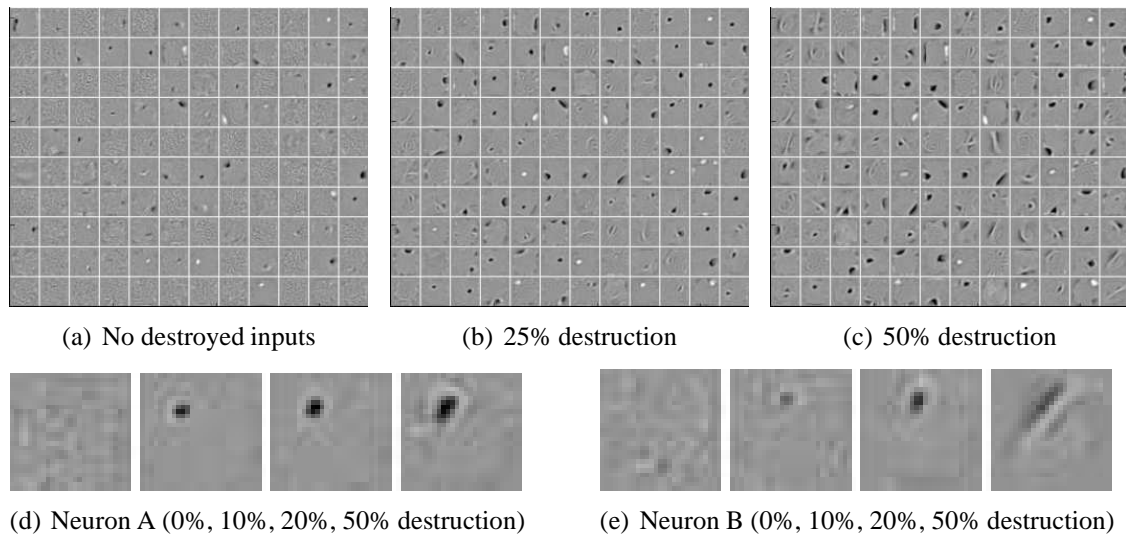 (a) No destroyed inputs
(b) 25% destruction
(c) 50% destruction
(d) Neuron A (0%, 10%, 20%, 50% destruction)
(e) Neuron B (0%, 10%, 20%, 50% destruction)